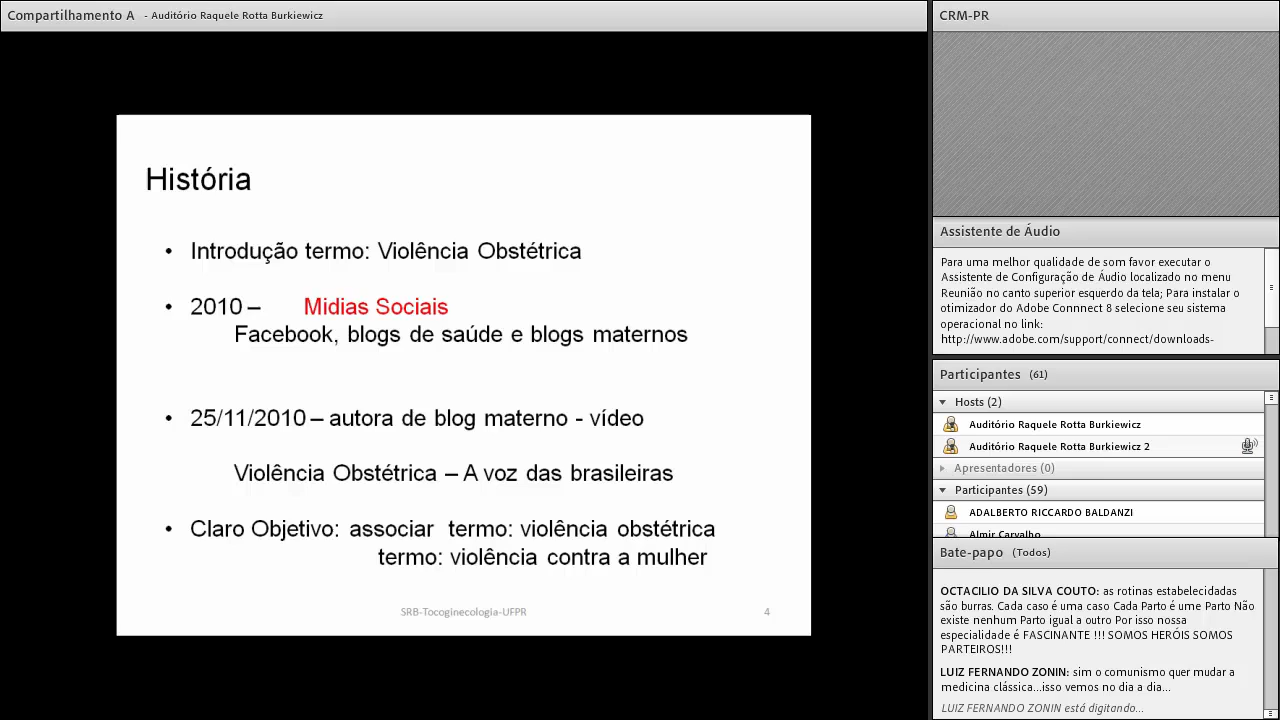 Compartilhamento A - Auditório Raquele Rotta Burkiewicz
História
• Introdução termo: Violência Obstétrica
• 2010 – Midias Sociais
Facebook, blogs de saúde e blogs maternos
• 25/11/2010 – autora de blog materno - vídeo
Violência Obstétrica – A voz das brasileiras
• Claro Objetivo: associar termo: violência obstétrica
termo: violência contra a mulher
SRB-Tocoginecologia-UFPR 4
CRM-PR
Assistente de Áudio
Para uma melhor qualidade de som favor executar o
Assistente de Configuração de Áudio localizado no menu
Reunião no canto superior esquerdo da tela; Para instalar o
otimizador do Adobe Connnect 8 selecione seu sistema
operacional no link:
http://www.adobe.com/support/connect/downloads-
Participantes (61)
Hosts (2)
Auditório Raquele Rotta Burkiewicz
Auditório Raquele Rotta Burkiewicz 2
Apresentadores (0)
Participantes (59)
ADALBERTO RICCARDO BALDANZI
Almir Carvalho
Bate-papo (Todos)
OCTACILIO DA SILVA COUTO: as rotinas estabelecidadas
são burras. Cada caso é uma caso Cada Parto é ume Parto Não
existe nenhum Parto igual a outro Por isso nossa
especialidade é FASCINANTE !!! SOMOS HERÓIS SOMOS
PARTEIROS!!!
LUIZ FERNANDO ZONIN: sim o comunismo quer mudar a
medicina clássica...isso vemos no dia a dia...
LUIZ FERNANDO ZONIN está digitando...